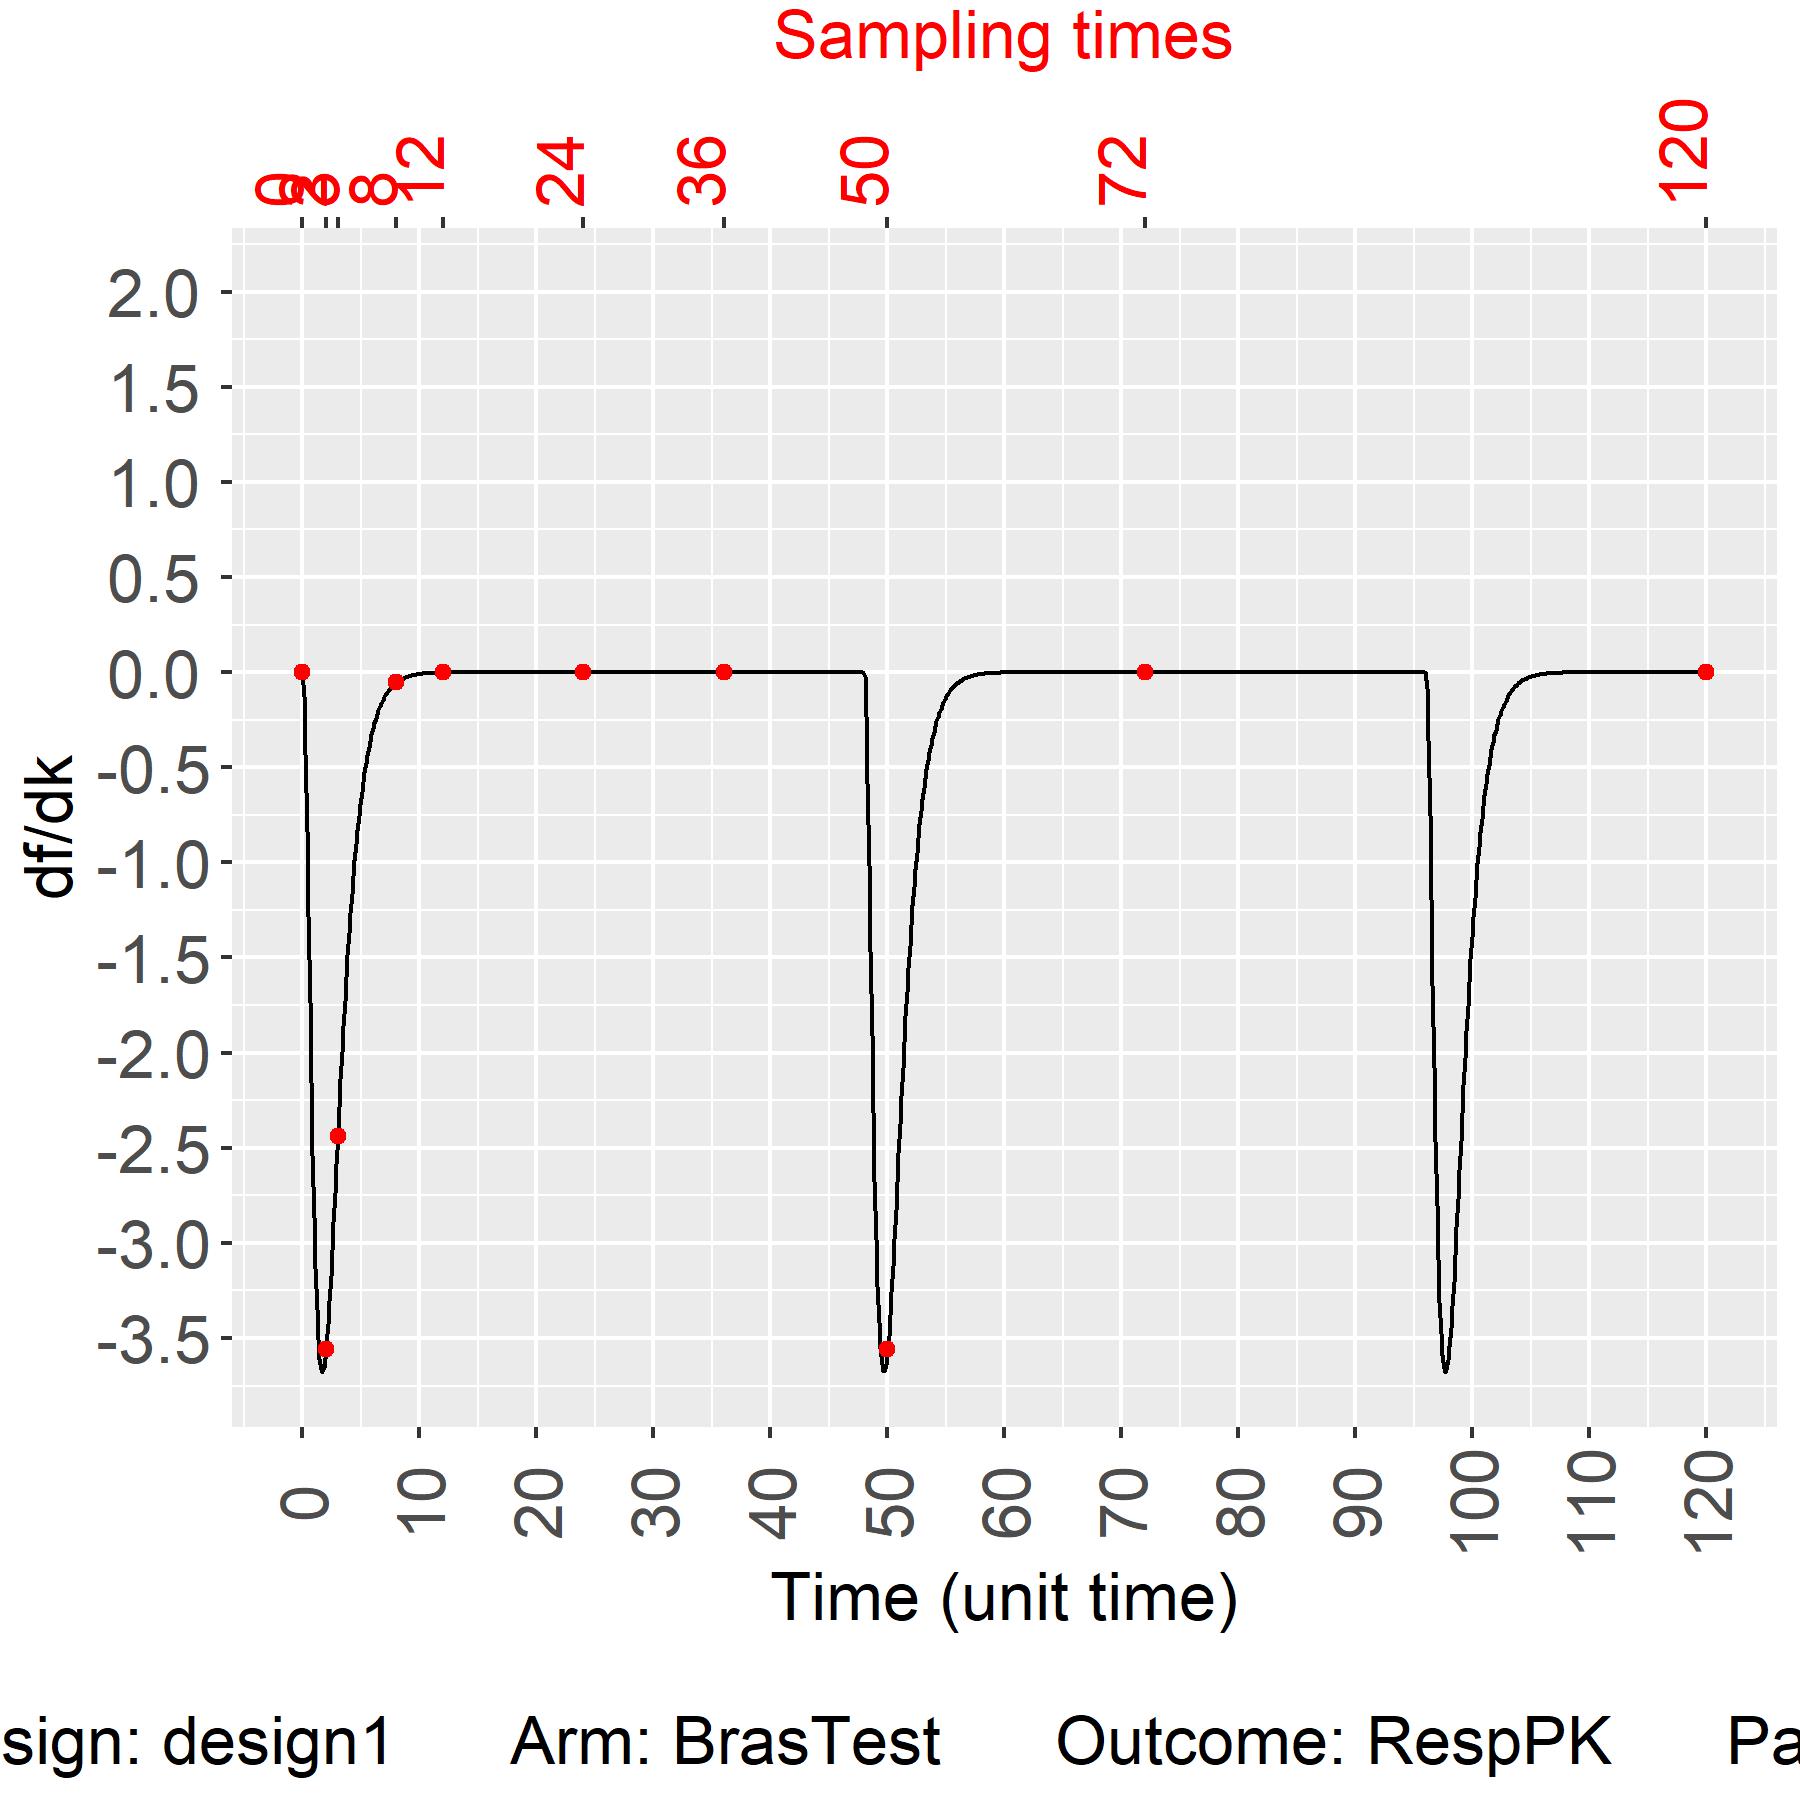 Sampling times
0 2 3 8 12 24 36 50 72 120
2.0
1.5
1.0
0.5
0.0
-0.5
-1.0
-1.5
-2.0
-2.5
-3.0
-3.5
df/dk
0 10 20 30 40 50 60 70 80 90 100 110 120
Time (unit time)
sign: design1 Arm: BrasTest Outcome: RespPK Pa